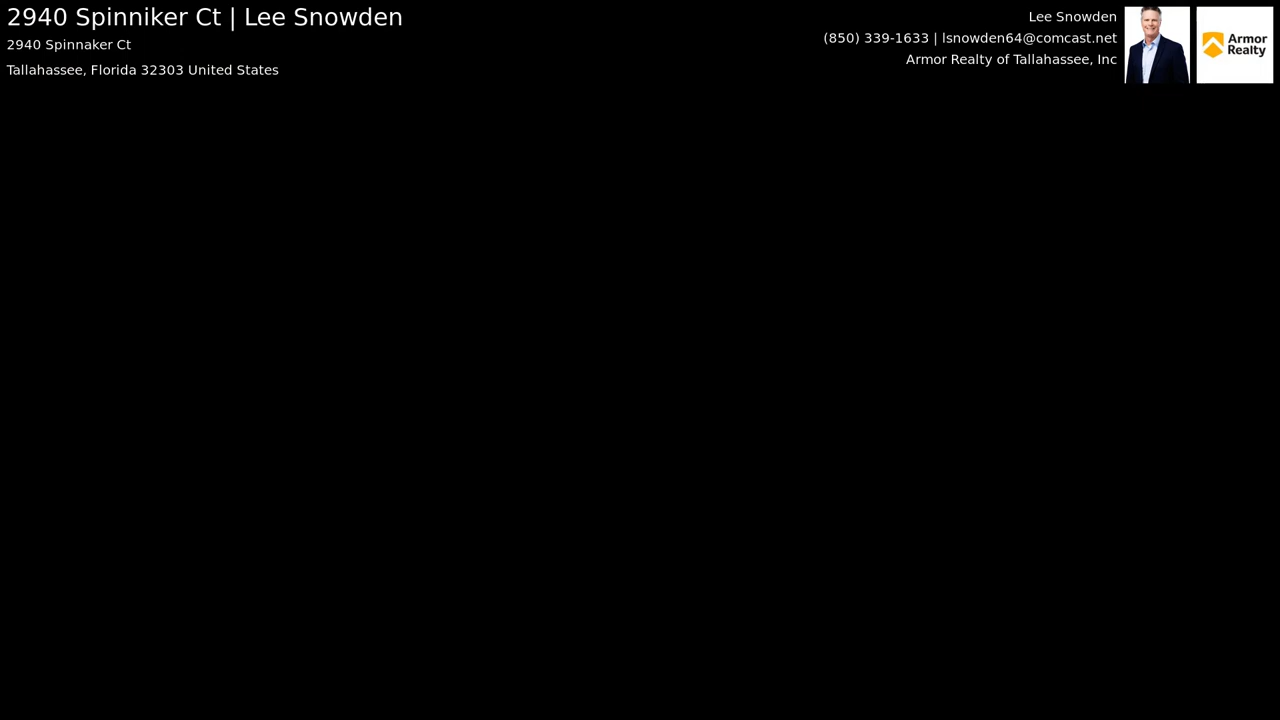 2940 Spinniker Ct | Lee Snowden
2940 Spinnaker Ct
Tallahassee, Florida 32303 United States
Lee Snowden
(850) 339-1633 | lsnowden64@comcast.net
Armor Realty of Tallahassee, Inc
Armor
Realty